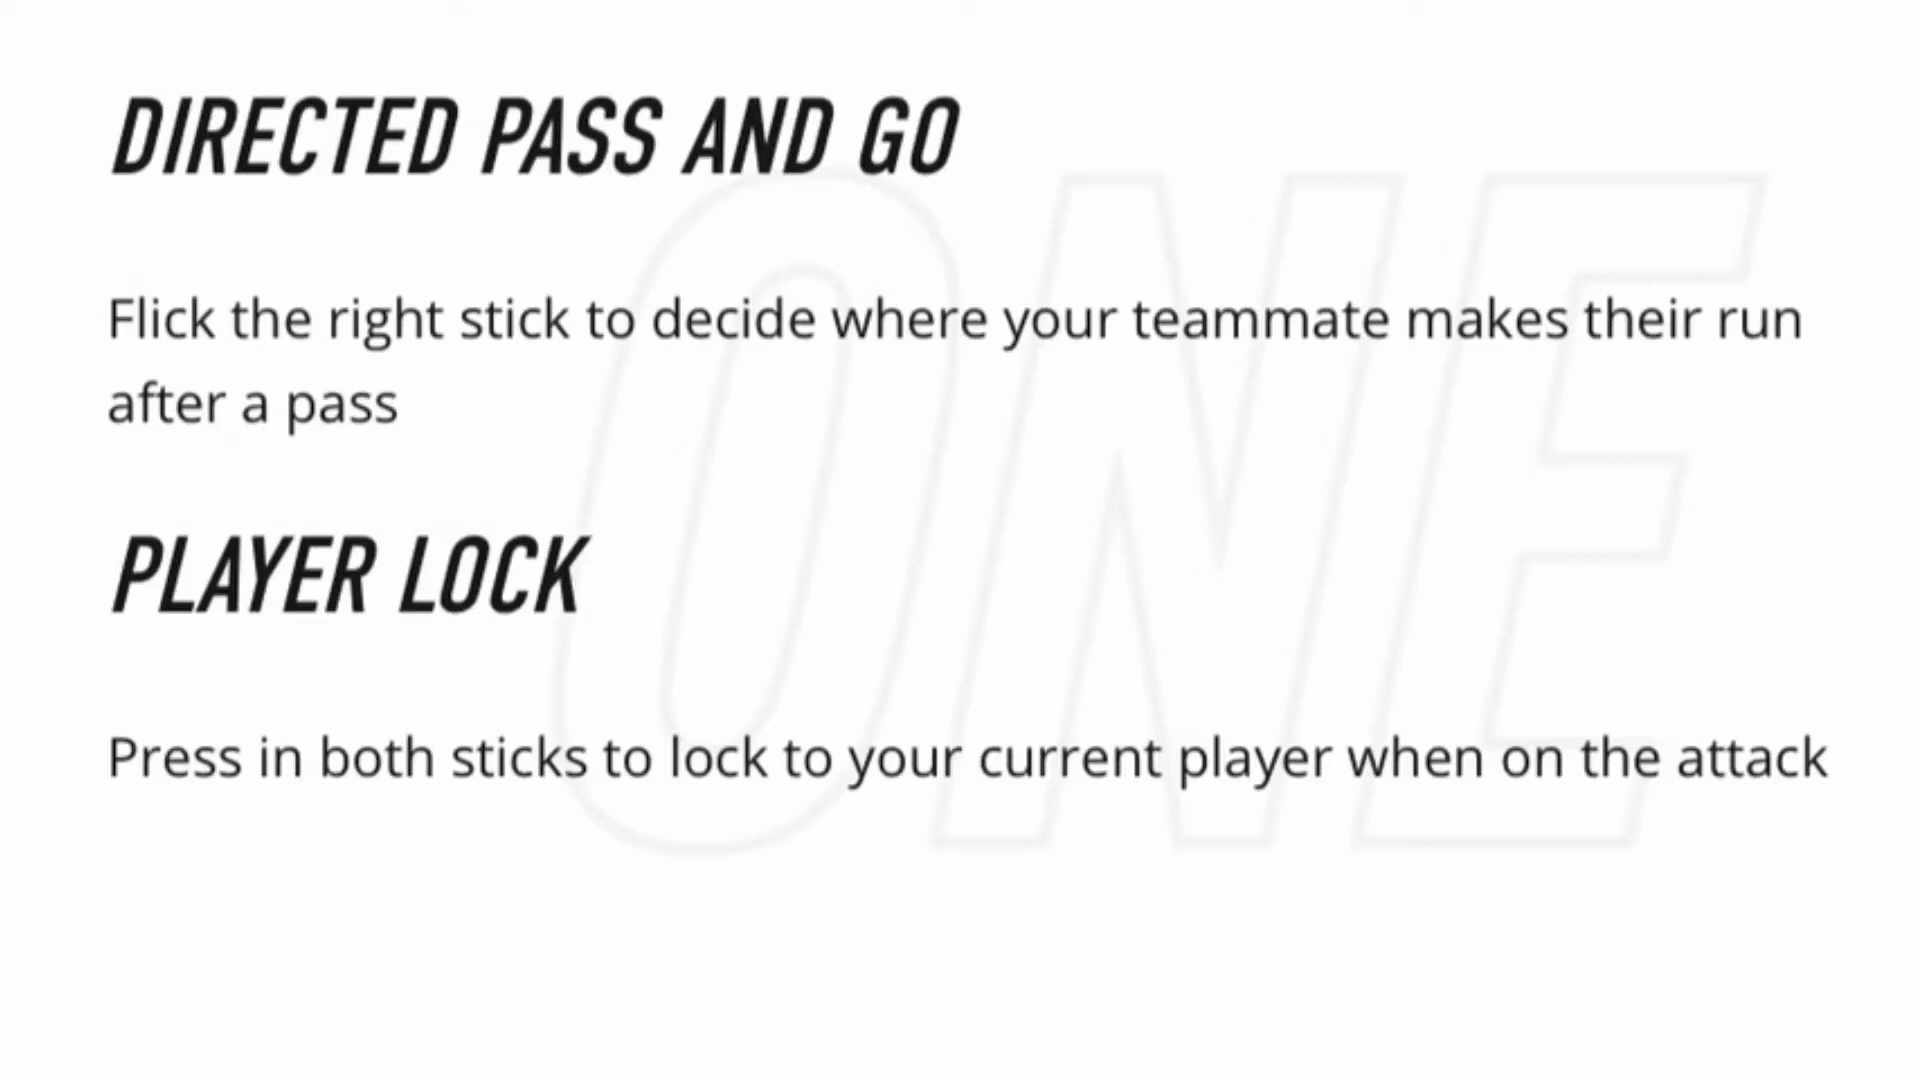 DIRECTED PASS AND GO
Flick the right stick to decide where your teammate makes their run
after a pass
PLAYER LOCK
Press in both sticks to lock to your current player when on the attack
ONE